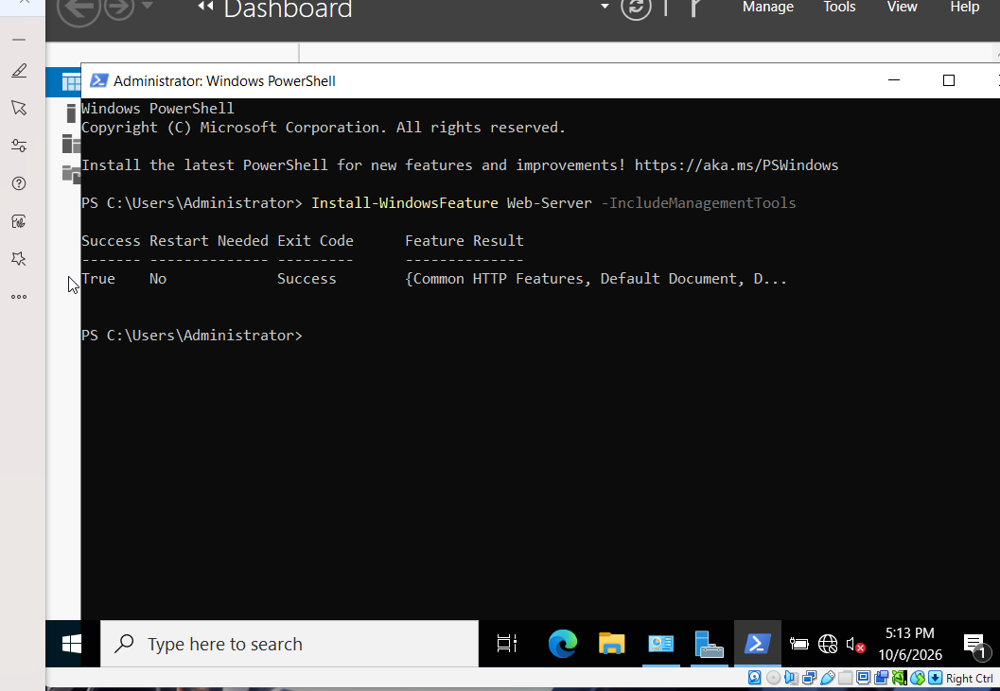 Dashboard
Manage Tools View Help
Administrator: Windows PowerShell
Windows PowerShell
Copyright (C) Microsoft Corporation. All rights reserved.
Install the latest PowerShell for new features and improvements! https://aka.ms/PSWindows
PS C:\Users\Administrator> Install-WindowsFeature Web-Server -IncludeManagementTools
Success Restart Needed Exit Code      Feature Result
------- -------------- ---------      --------------
True    No             Success        {Common HTTP Features, Default Document, D...
PS C:\Users\Administrator>
Type here to search
5:13 PM
10/6/2026
1
Right Ctrl